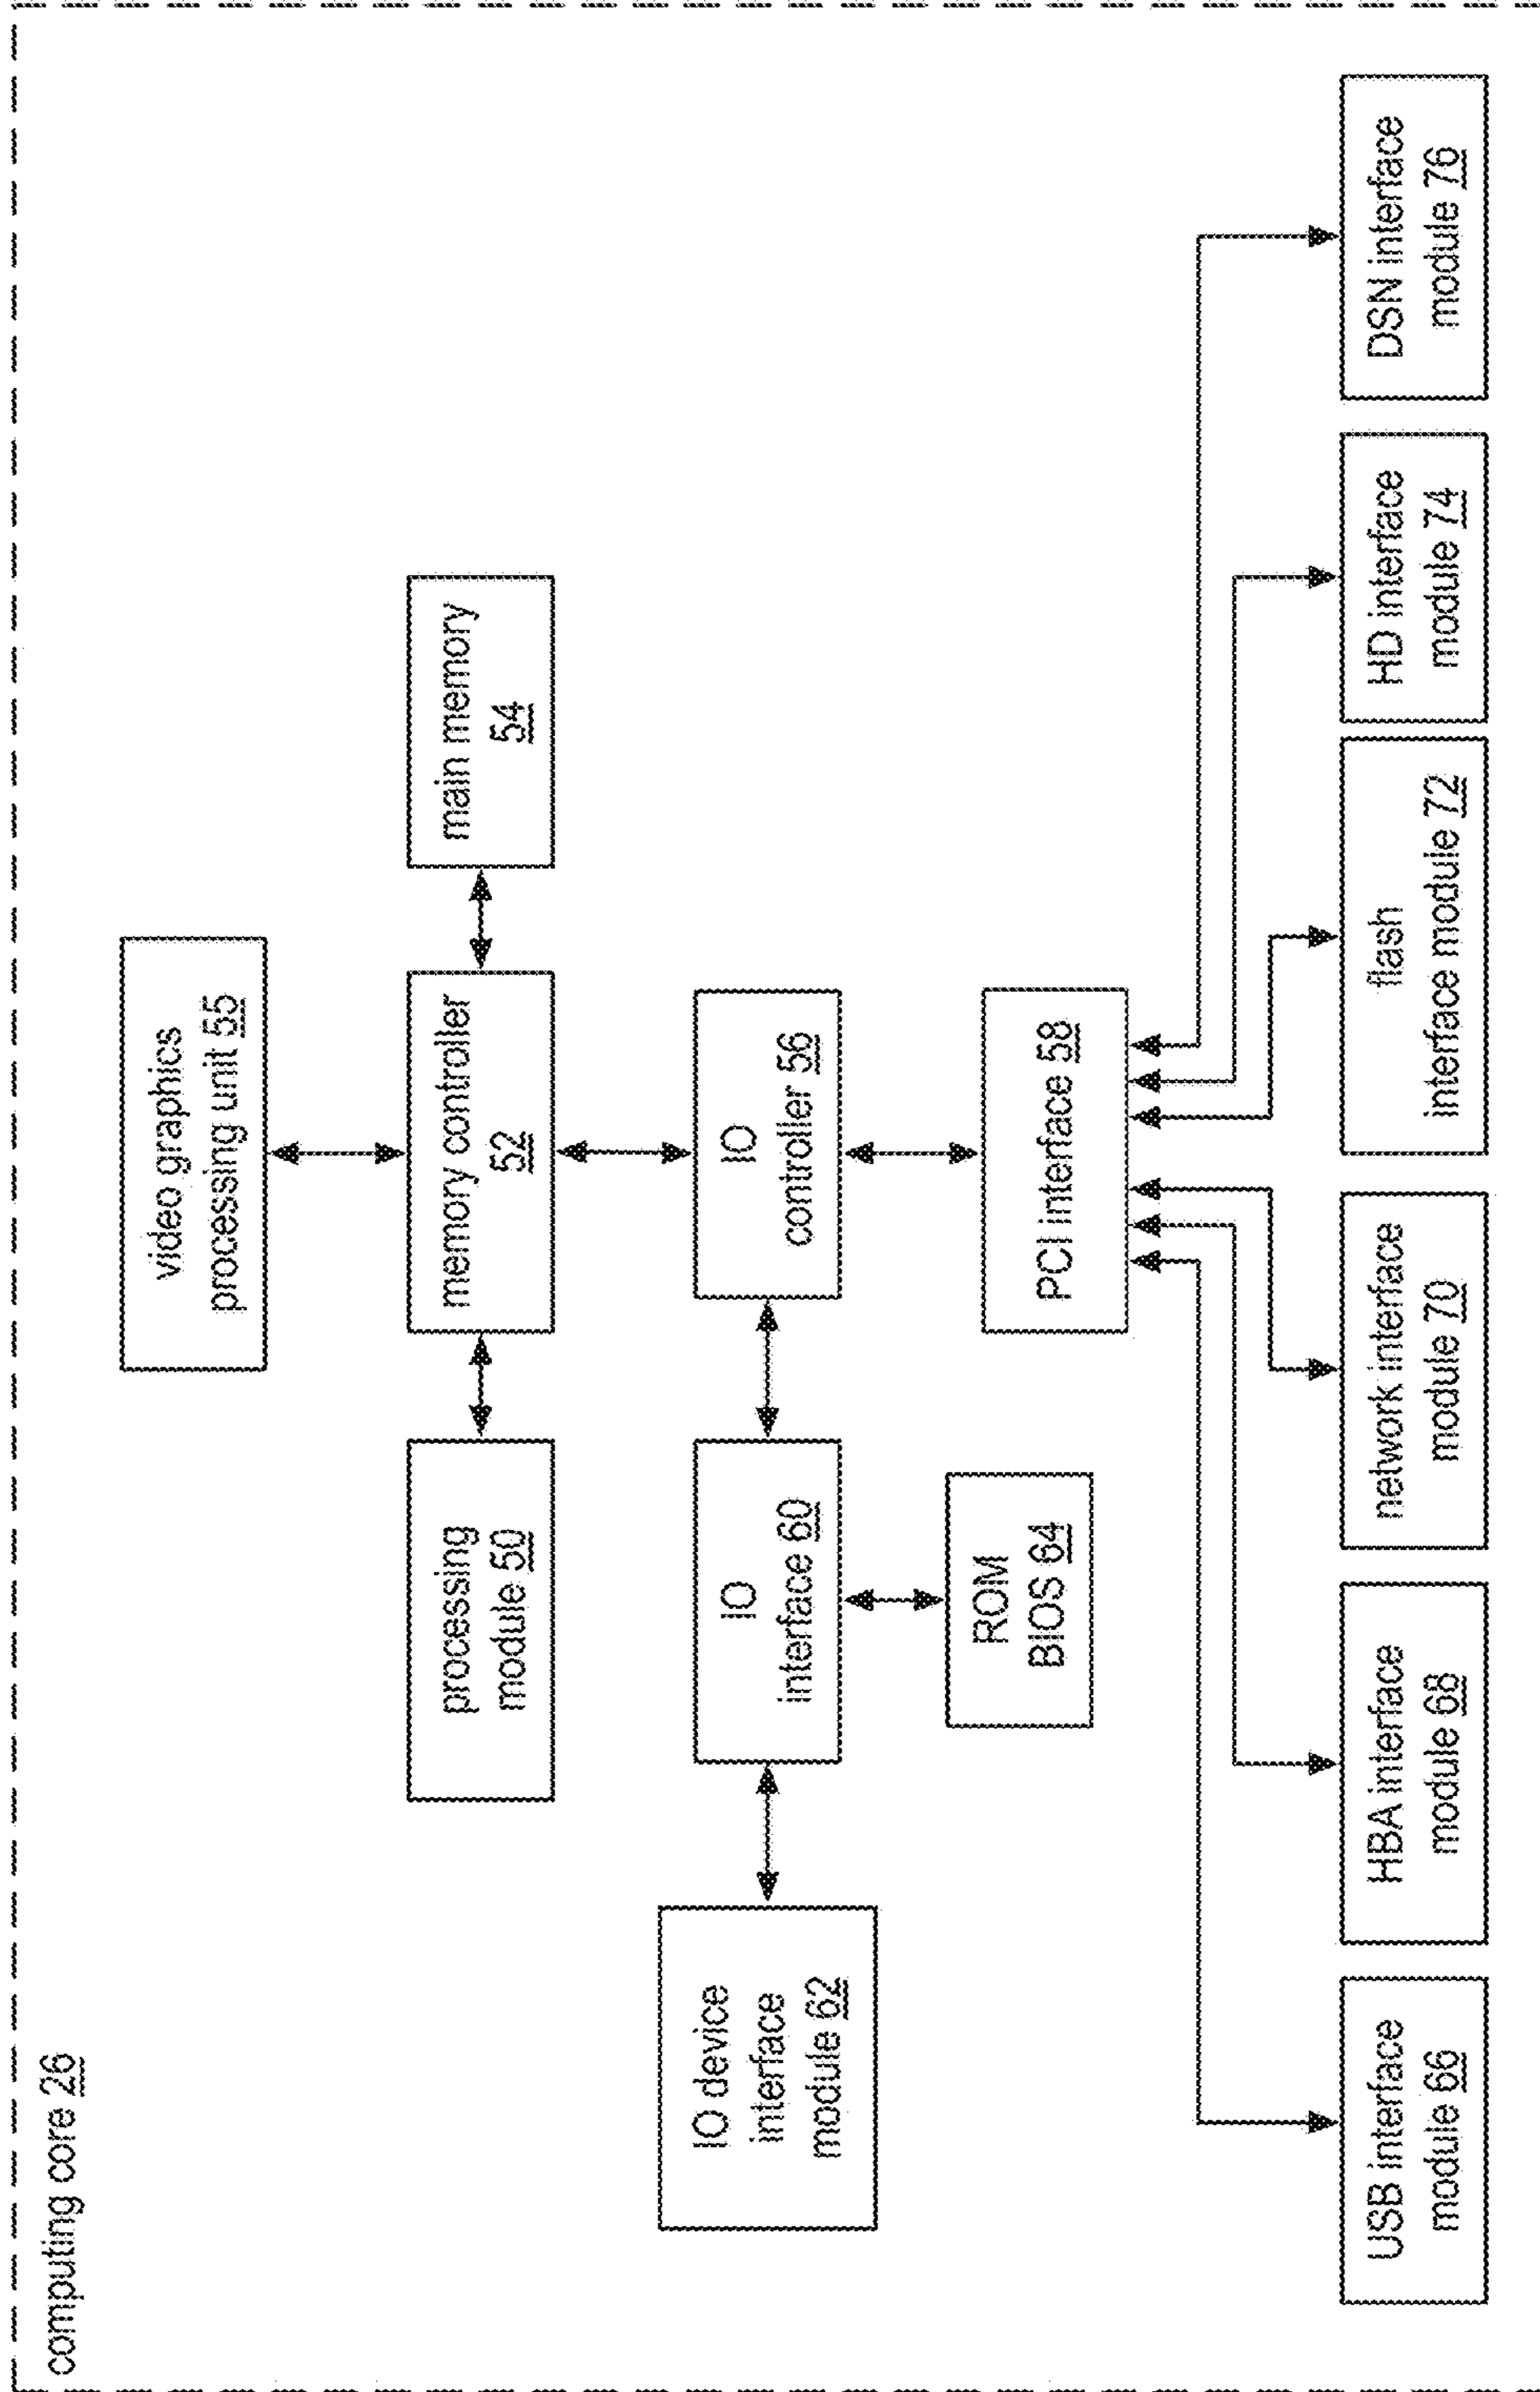 computing core 26
video graphics
processing unit 55
processing
module 50
memory controller
52
main memory
54
IO device
interface
module 62
IO
interface 60
IO
controller 56
ROM
BIOS 64
PCI interface 58
USB interface
module 66
HBA interface
module 68
network interface
module 70
flash
interface module 72
HD interface
module 74
DSN interface
module 76